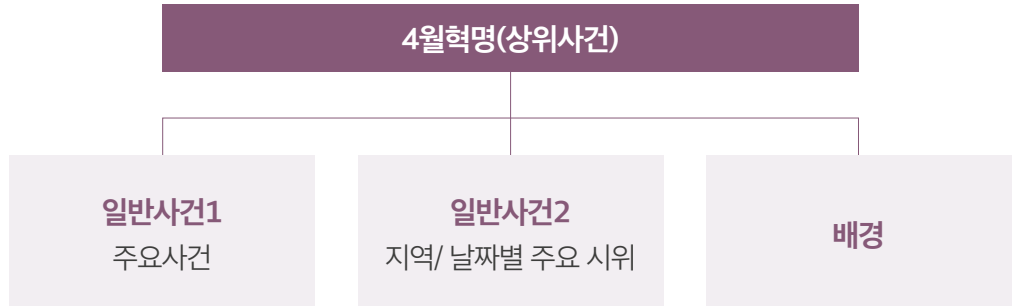 4월혁명(상위사건)
일반사건1
주요사건
일반사건2
지역/ 날짜별 주요 시위
배경